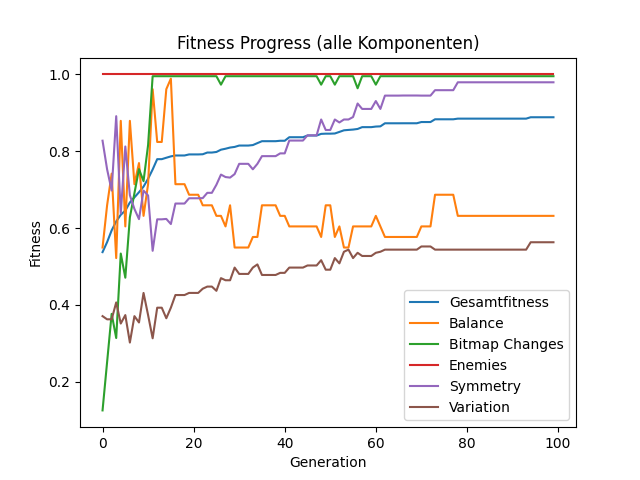 Fitness Progress (alle Komponenten)
1.0
0.8
0.6
0.4
0.2
Fitness
Gesamtfitness
Balance
Bitmap Changes
Enemies
Symmetry
Variation
0 20 40 60 80 100
Generation